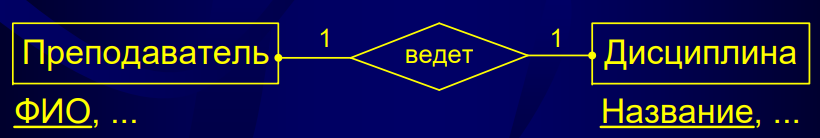 Преподаватель 1 ведет 1 Дисциплина
ФИО, ... Название, ...